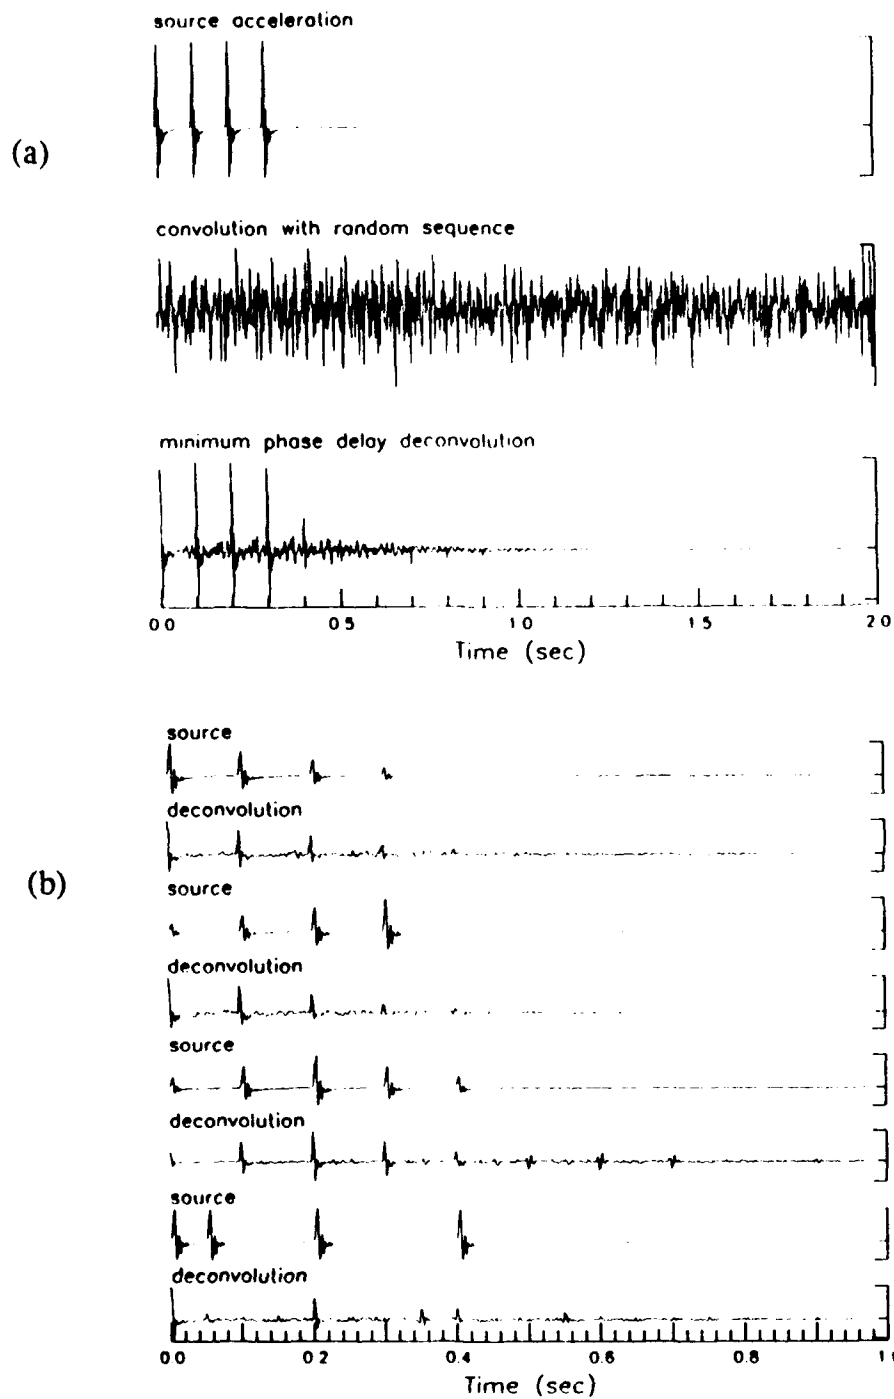 source acceleration
(a)
convolution with random sequence
minimum phase delay deconvolution
0.0 0.5 1.0 1.5 2.0
Time (sec)
source
deconvolution
(b)
source
deconvolution
source
deconvolution
source
deconvolution
0.0 0.2 0.4 0.6 0.8 1.0
Time (sec)